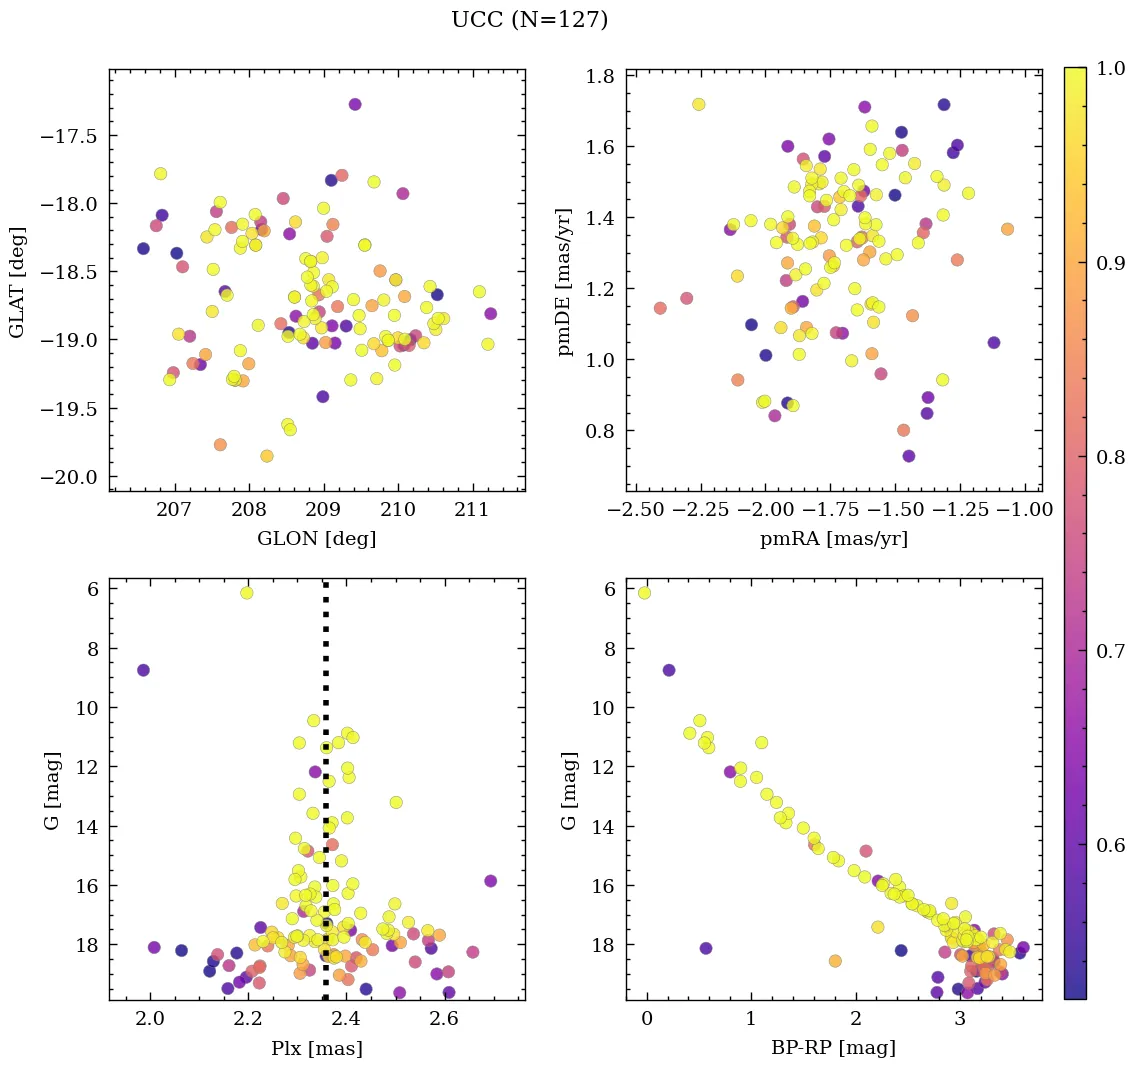 UCC (N=127)
−17.5
−18.0
−18.5
−19.0
−19.5
−20.0
GLAT [deg]
207 208 209 210 211
GLON [deg]
1.8
1.6
1.4
1.2
1.0
0.8
pmDE [mas/yr]
−2.50 −2.25 −2.00 −1.75 −1.50 −1.25 −1.00
pmRA [mas/yr]
6
8
10
12
14
16
18
G [mag]
2.0 2.2 2.4 2.6
Plx [mas]
6
8
10
12
14
16
18
G [mag]
0 1 2 3
BP-RP [mag]
1.0
0.9
0.8
0.7
0.6